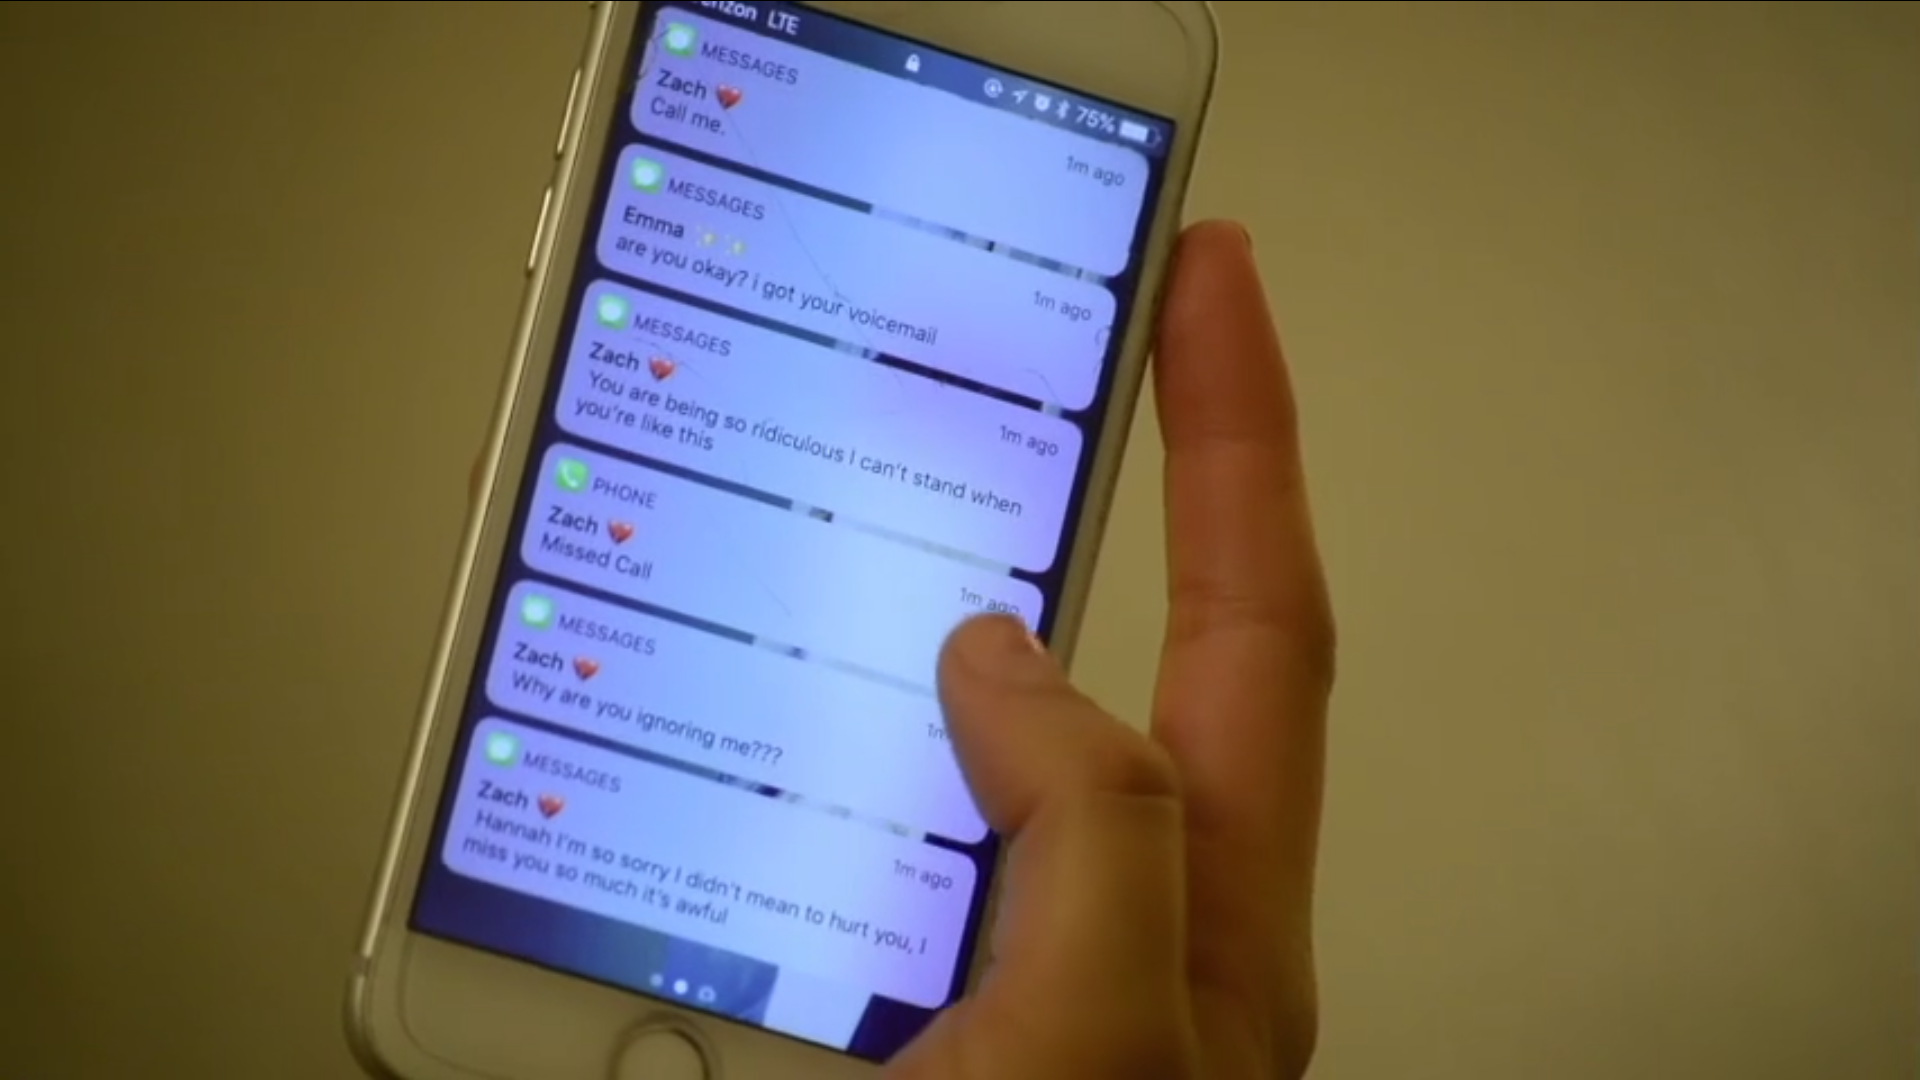 LTE
75%
MESSAGES
Zach 💔
1m ago
Call me.
MESSAGES
Emma ✨✨
1m ago
are you okay? i got your voicemail
MESSAGES
Zach 💔
1m ago
You are being so ridiculous I can't stand when
you're like this
PHONE
Zach 💔
1m ago
Missed Call
MESSAGES
Zach 💔
Why are you ignoring me???
MESSAGES
Zach 💔
1m ago
Hannah I'm so sorry I didn't mean to hurt you, I
miss you so much it's awful